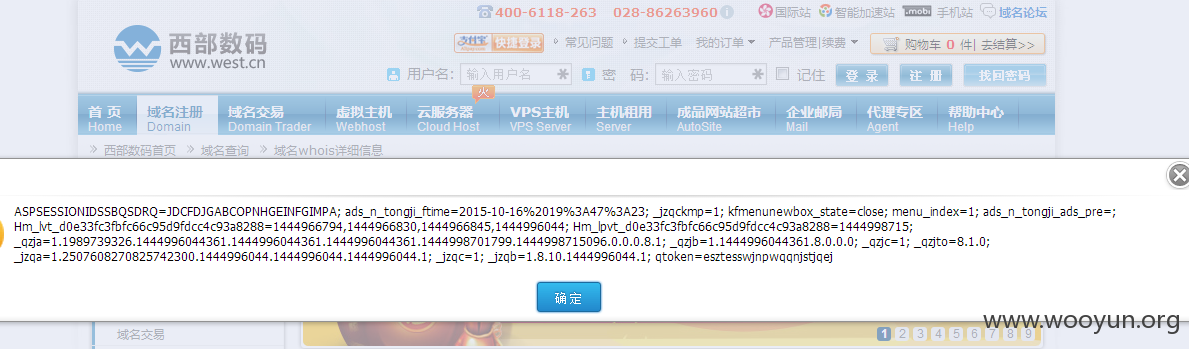 400-6118-263 028-86263960 国际站 智能加速站 .mobi 手机站 域名论坛
西部数码
www.west.cn
支付宝 快捷登录 常见问题 提交工单 我的订单 产品管理|续费 购物车 0 件| 去结算>>
用户名: 输入用户名 密 码: 输入密码 记住 登 录 注 册 找回密码
火
首 页 域名注册 域名交易 虚拟主机 云服务器 VPS主机 主机租用 成品网站超市 企业邮局 代理专区 帮助中心
Home Domain Domain Trader Webhost Cloud Host VPS Server Server AutoSite Mail Agent Help
西部数码首页 域名查询 域名whois详细信息
ASPSESSIONIDSSBQSDRQ=JDCFDJGABCOPNHGEINFGIMPA; ads_n_tongji_ftime=2015-10-16%2019%3A47%3A23; _jzqckmp=1; kfmenunewbox_state=close; menu_index=1; ads_n_tongji_ads_pre=;
Hm_lvt_d0e33fc3fbfc66c95d9fdcc4c93a8288=1444966794,1444966830,1444966845,1444996044; Hm_lpvt_d0e33fc3fbfc66c95d9fdcc4c93a8288=1444998715;
_qzja=1.1989739326.1444996044361.1444996044361.1444996044361.1444998701799.1444998715096.0.0.0.8.1; _qzjb=1.1444996044361.8.0.0.0; _qzjc=1; _qzjto=8.1.0;
_jzqa=1.2507608270825742300.1444996044.1444996044.1444996044.1; _jzqc=1; _jzqb=1.8.10.1444996044.1; qtoken=esztesswjnpwqqnjstjqej
确定
域名交易
1 2 3 4 5 6 7 8 9 10
www.wooyun.org